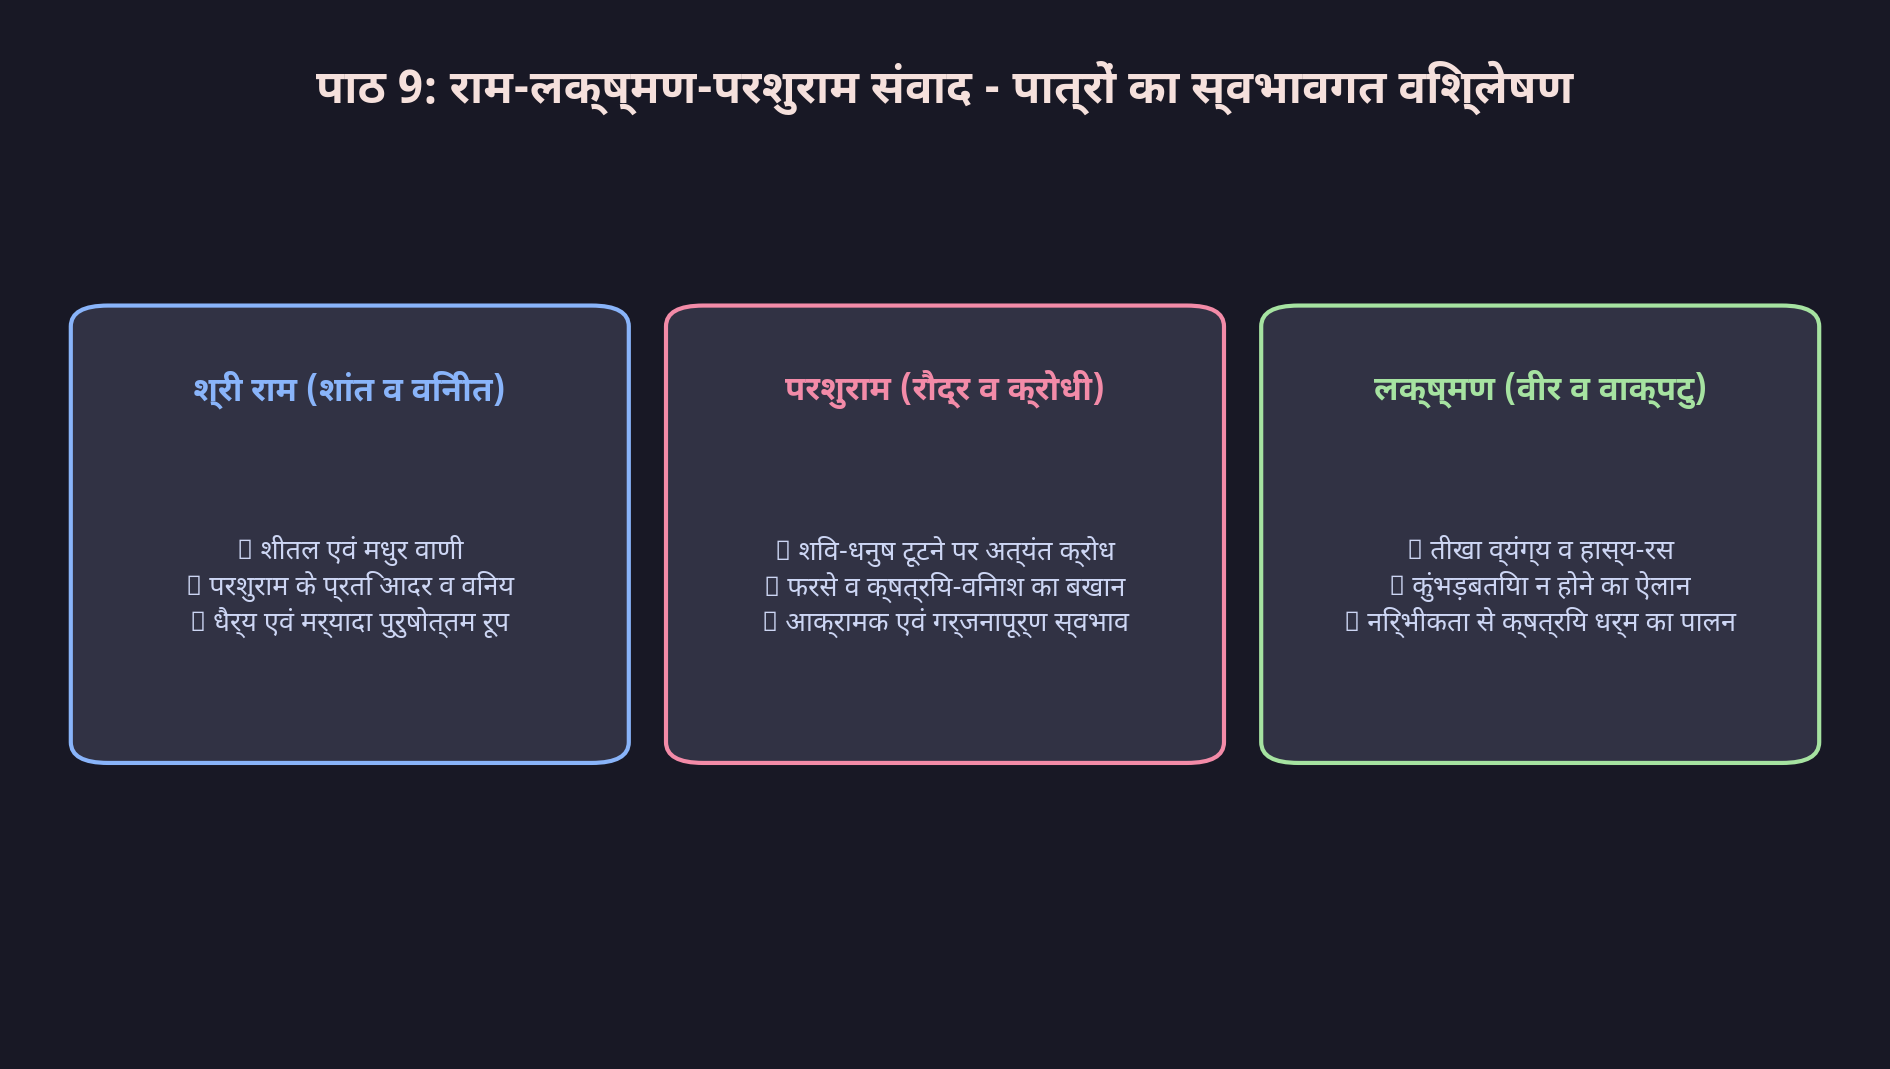 पाठ 9: राम-लक्ष्मण-परशुराम संवाद - पात्रों का स्वभावगत विश्लेषण
श्री राम (शांत व विनीत)
▯ शीतल एवं मधुर वाणी
▯ परशुराम के प्रति आदर व विनय
▯ धैर्य एवं मर्यादा पुरुषोत्तम रूप
परशुराम (रौद्र व क्रोधी)
▯ शिव-धनुष टूटने पर अत्यंत क्रोध
▯ फरसे व क्षत्रिय-विनाश का बखान
▯ आक्रामक एवं गर्जनापूर्ण स्वभाव
लक्ष्मण (वीर व वाक्पटु)
▯ तीखा व्यंग्य व हास्य-रस
▯ कुंभड़बतिया न होने का ऐलान
▯ निर्भीकता से क्षत्रिय धर्म का पालन